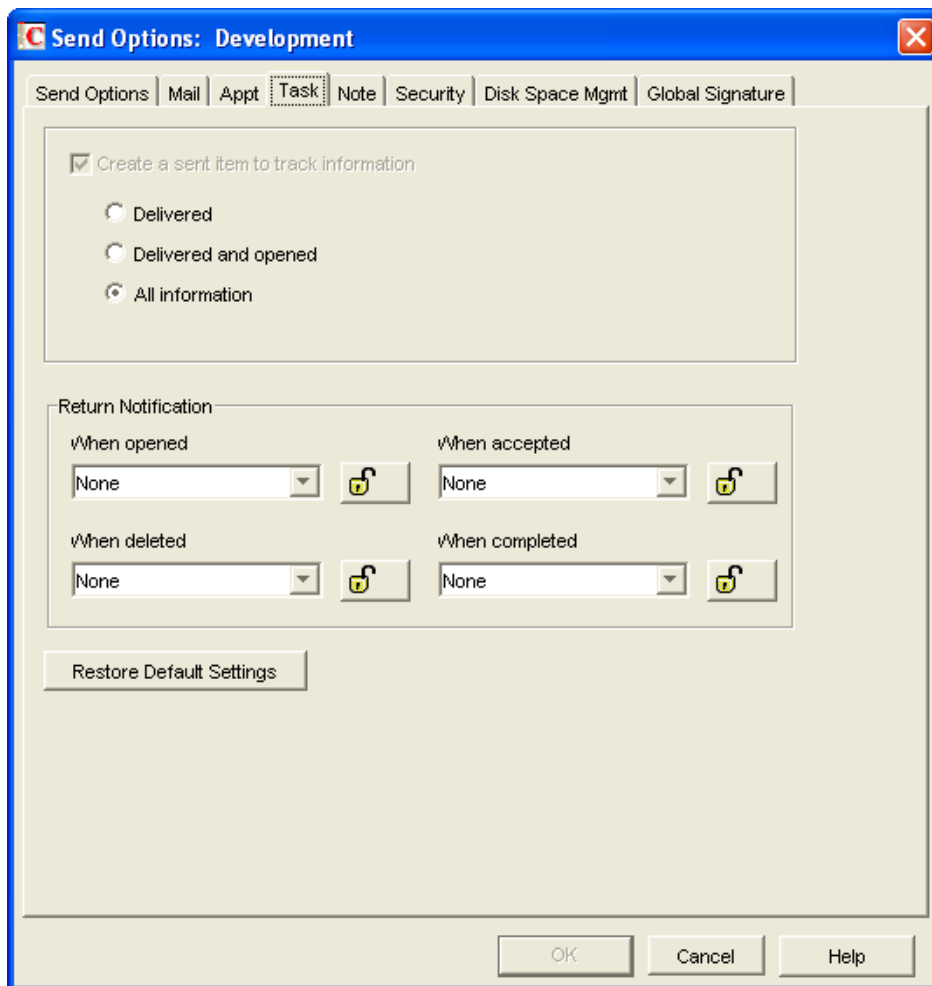 C Send Options: Development
Send Options Mail Appt Task Note Security Disk Space Mgmt Global Signature
Create a sent item to track information
Delivered
Delivered and opened
All information
Return Notification
When opened When accepted
None None
When deleted When completed
None None
Restore Default Settings
OK Cancel Help